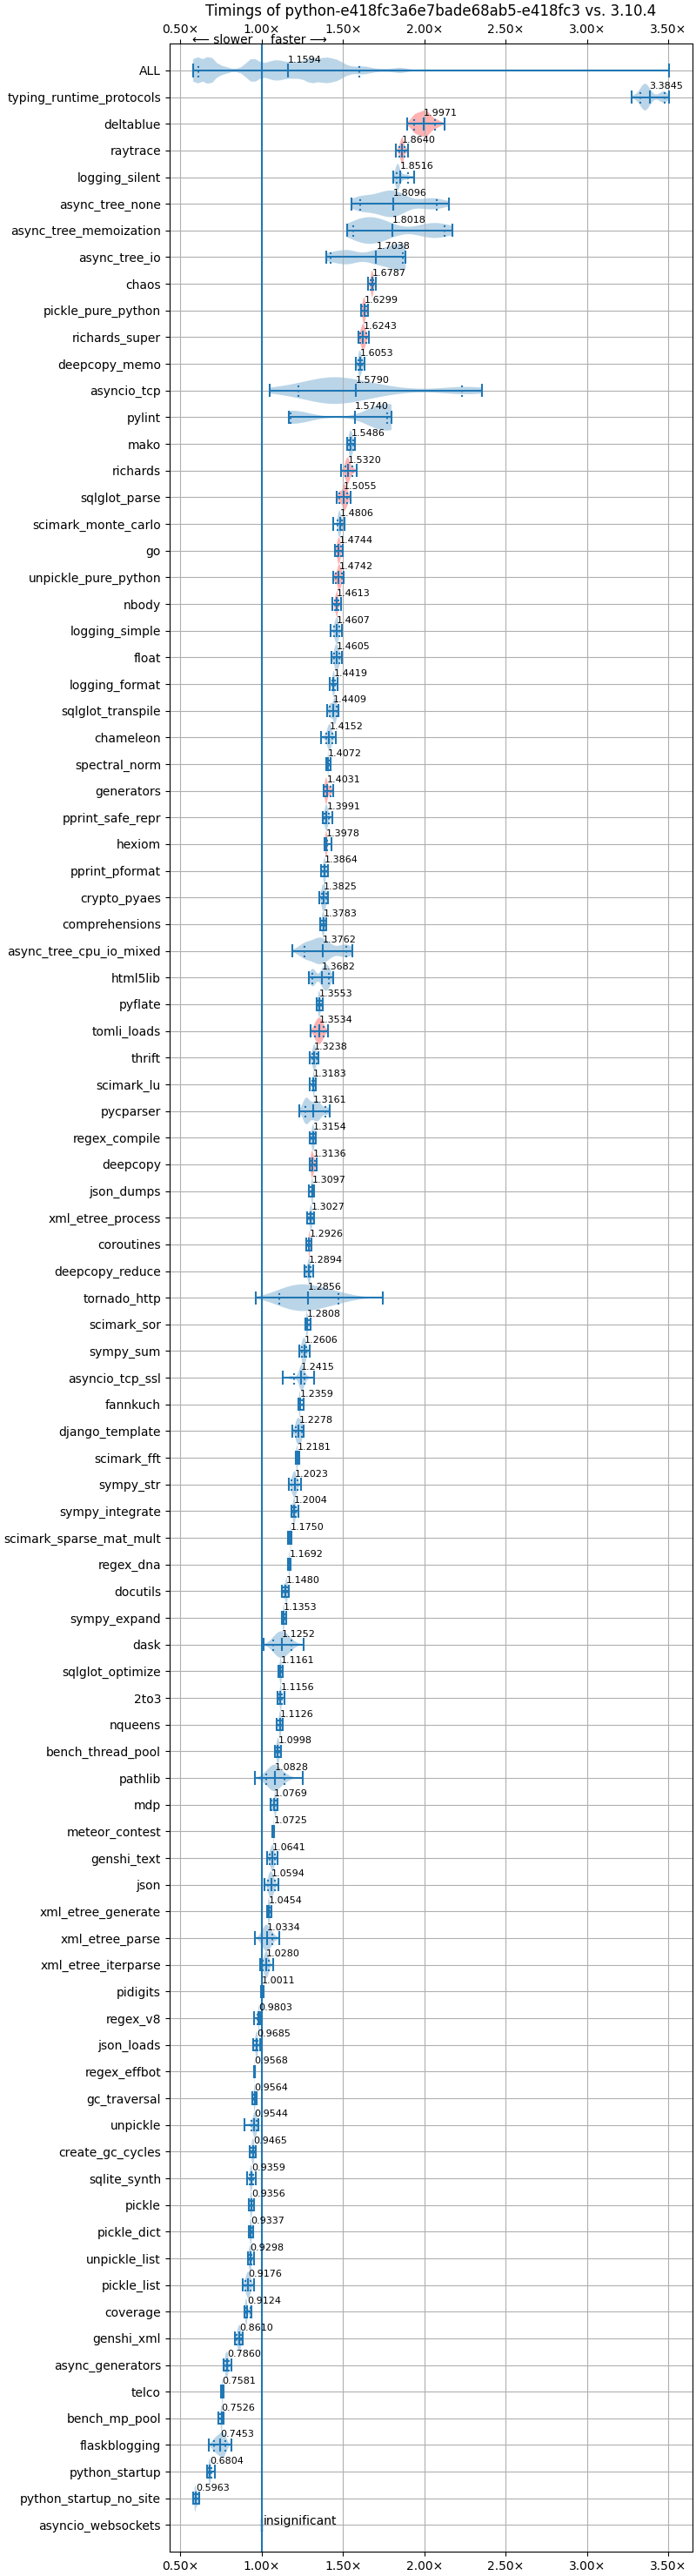 Timings of python-e418fc3a6e7bade68ab5-e418fc3 vs. 3.10.4
0.50× 1.00× 1.50× 2.00× 2.50× 3.00× 3.50×
⟵ slower faster ⟶
ALL 1.1594
typing_runtime_protocols 3.3845
deltablue 1.9971
raytrace 1.8640
logging_silent 1.8516
async_tree_none 1.8096
async_tree_memoization 1.8018
async_tree_io 1.7038
chaos 1.6787
pickle_pure_python 1.6299
richards_super 1.6243
deepcopy_memo 1.6053
asyncio_tcp 1.5790
pylint 1.5740
mako 1.5486
richards 1.5320
sqlglot_parse 1.5055
scimark_monte_carlo 1.4806
go 1.4744
unpickle_pure_python 1.4742
nbody 1.4613
logging_simple 1.4607
float 1.4605
logging_format 1.4419
sqlglot_transpile 1.4409
chameleon 1.4152
spectral_norm 1.4072
generators 1.4031
pprint_safe_repr 1.3991
hexiom 1.3978
pprint_pformat 1.3864
crypto_pyaes 1.3825
comprehensions 1.3783
async_tree_cpu_io_mixed 1.3762
html5lib 1.3682
pyflate 1.3553
tomli_loads 1.3534
thrift 1.3238
scimark_lu 1.3183
pycparser 1.3161
regex_compile 1.3154
deepcopy 1.3136
json_dumps 1.3097
xml_etree_process 1.3027
coroutines 1.2926
deepcopy_reduce 1.2894
tornado_http 1.2856
scimark_sor 1.2808
sympy_sum 1.2606
asyncio_tcp_ssl 1.2415
fannkuch 1.2359
django_template 1.2278
scimark_fft 1.2181
sympy_str 1.2023
sympy_integrate 1.2004
scimark_sparse_mat_mult 1.1750
regex_dna 1.1692
docutils 1.1480
sympy_expand 1.1353
dask 1.1252
sqlglot_optimize 1.1161
2to3 1.1156
nqueens 1.1126
bench_thread_pool 1.0998
pathlib 1.0828
mdp 1.0769
meteor_contest 1.0725
genshi_text 1.0641
json 1.0594
xml_etree_generate 1.0454
xml_etree_parse 1.0334
xml_etree_iterparse 1.0280
pidigits 1.0011
regex_v8 0.9803
json_loads 0.9685
regex_effbot 0.9568
gc_traversal 0.9564
unpickle 0.9544
create_gc_cycles 0.9465
sqlite_synth 0.9359
pickle 0.9356
pickle_dict 0.9337
unpickle_list 0.9298
pickle_list 0.9176
coverage 0.9124
genshi_xml 0.8610
async_generators 0.7860
telco 0.7581
bench_mp_pool 0.7526
flaskblogging 0.7453
python_startup 0.6804
python_startup_no_site 0.5963
asyncio_websockets insignificant
0.50× 1.00× 1.50× 2.00× 2.50× 3.00× 3.50×